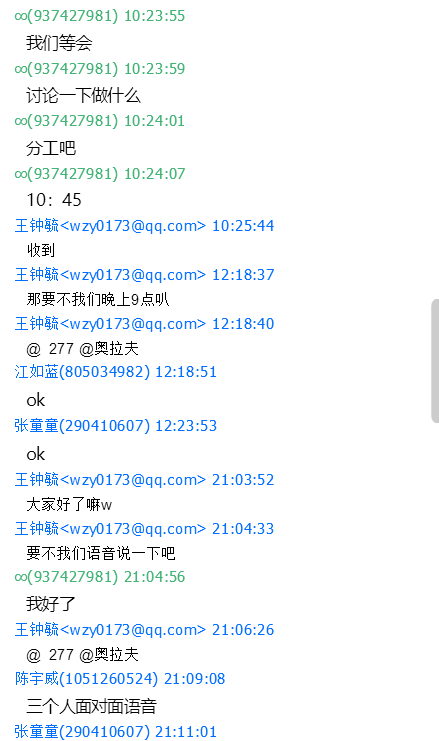 ∞(937427981) 10:23:55
我们等会
∞(937427981) 10:23:59
讨论一下做什么
∞(937427981) 10:24:01
分工吧
∞(937427981) 10:24:07
10：45
王钟毓<wzy0173@qq.com> 10:25:44
收到
王钟毓<wzy0173@qq.com> 12:18:37
那要不我们晚上9点叭
王钟毓<wzy0173@qq.com> 12:18:40
@ 277 @奥拉夫
江如蓝(805034982) 12:18:51
ok
张童童(290410607) 12:23:53
ok
王钟毓<wzy0173@qq.com> 21:03:52
大家好了嘛w
王钟毓<wzy0173@qq.com> 21:04:33
要不我们语音说一下吧
∞(937427981) 21:04:56
我好了
王钟毓<wzy0173@qq.com> 21:06:26
@ 277 @奥拉夫
陈宇威(1051260524) 21:09:08
三个人面对面语音
张童童(290410607) 21:11:01